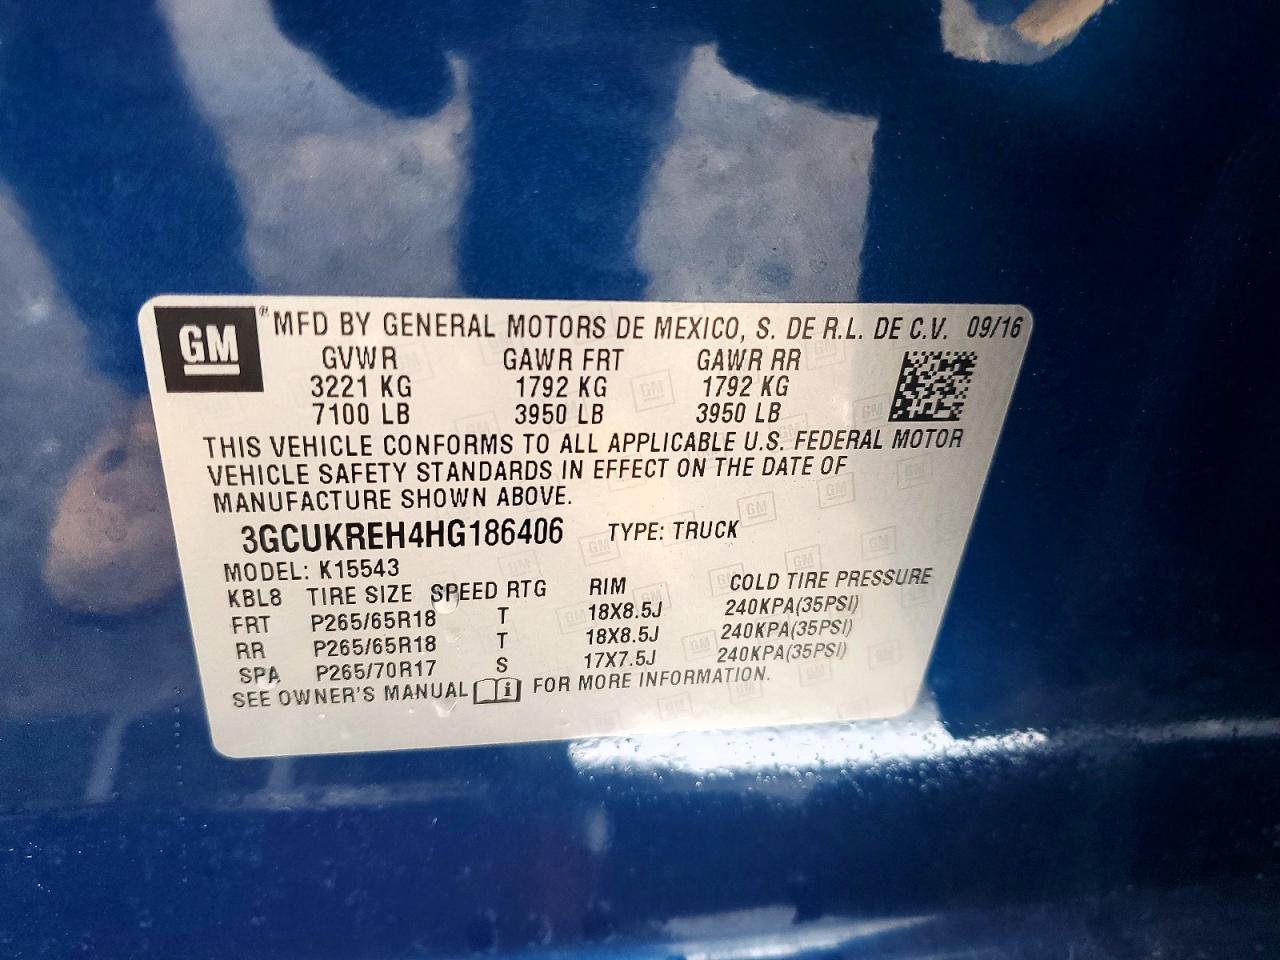 GM ® MFD BY GENERAL MOTORS DE MEXICO, S. DE R.L. DE C.V. 09/16
GVWR GAWR FRT GAWR RR
3221 KG 1792 KG 1792 KG
7100 LB 3950 LB 3950 LB
THIS VEHICLE CONFORMS TO ALL APPLICABLE U.S. FEDERAL MOTOR
VEHICLE SAFETY STANDARDS IN EFFECT ON THE DATE OF
MANUFACTURE SHOWN ABOVE.
3GCUKREH4HG186406 TYPE: TRUCK
MODEL: K15543
KBL8 TIRE SIZE SPEED RTG RIM COLD TIRE PRESSURE
FRT P265/65R18 T 18X8.5J 240KPA(35PSI)
RR P265/65R18 T 18X8.5J 240KPA(35PSI)
SPA P265/70R17 S 17X7.5J 240KPA(35PSI)
SEE OWNER'S MANUAL i FOR MORE INFORMATION.